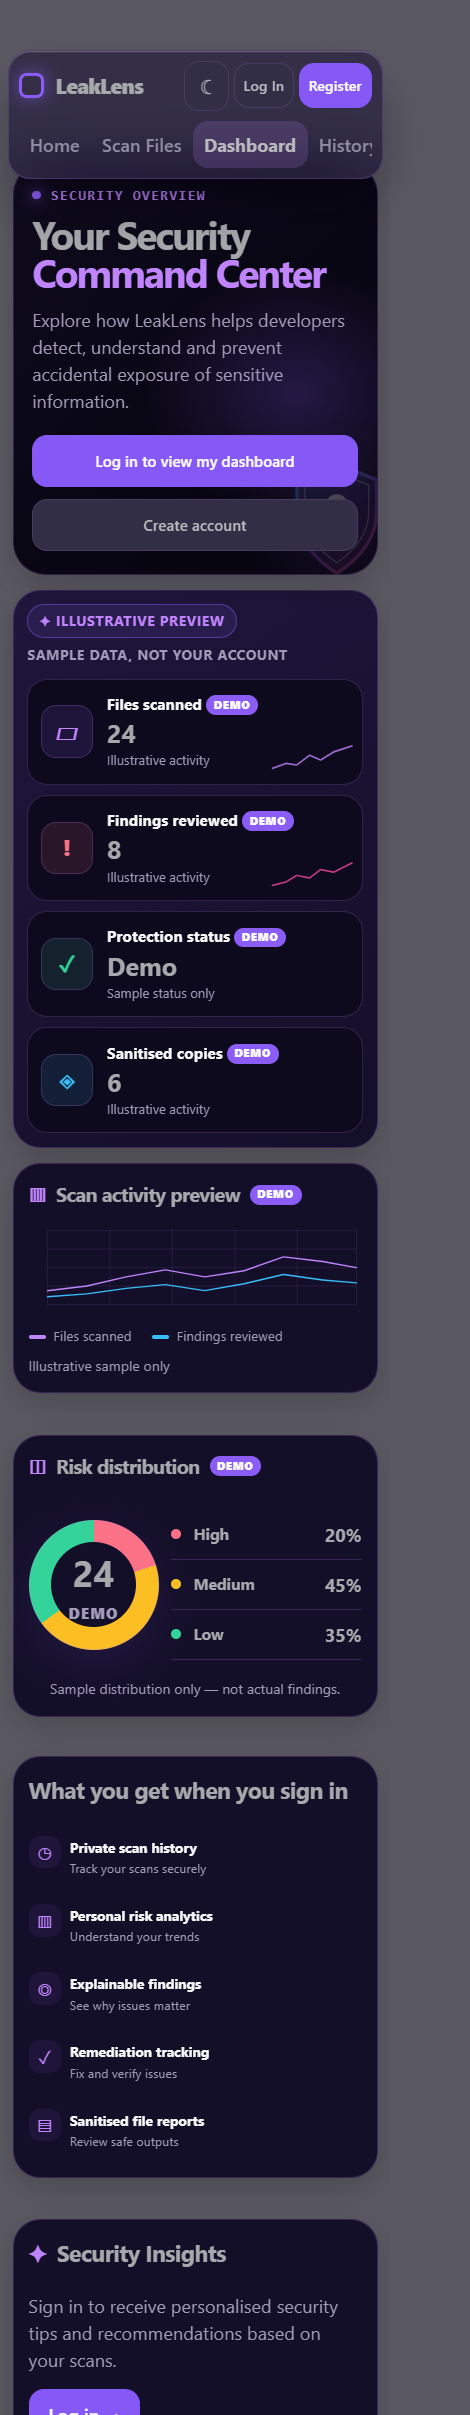 LeakLens
Log In
Register
Home
Scan Files
Dashboard
History
SECURITY OVERVIEW
Your Security
Command Center
Explore how LeakLens helps developers
detect, understand and prevent
accidental exposure of sensitive
information.
Log in to view my dashboard
Create account
ILLUSTRATIVE PREVIEW
SAMPLE DATA, NOT YOUR ACCOUNT
Files scanned DEMO
24
Illustrative activity
Findings reviewed DEMO
8
Illustrative activity
Protection status DEMO
Demo
Sample status only
Sanitised copies DEMO
6
Illustrative activity
Scan activity preview DEMO
Files scanned
Findings reviewed
Illustrative sample only
Risk distribution DEMO
24
DEMO
High 20%
Medium 45%
Low 35%
Sample distribution only — not actual findings.
What you get when you sign in
Private scan history
Track your scans securely
Personal risk analytics
Understand your trends
Explainable findings
See why issues matter
Remediation tracking
Fix and verify issues
Sanitised file reports
Review safe outputs
Security Insights
Sign in to receive personalised security
tips and recommendations based on
your scans.
Log in